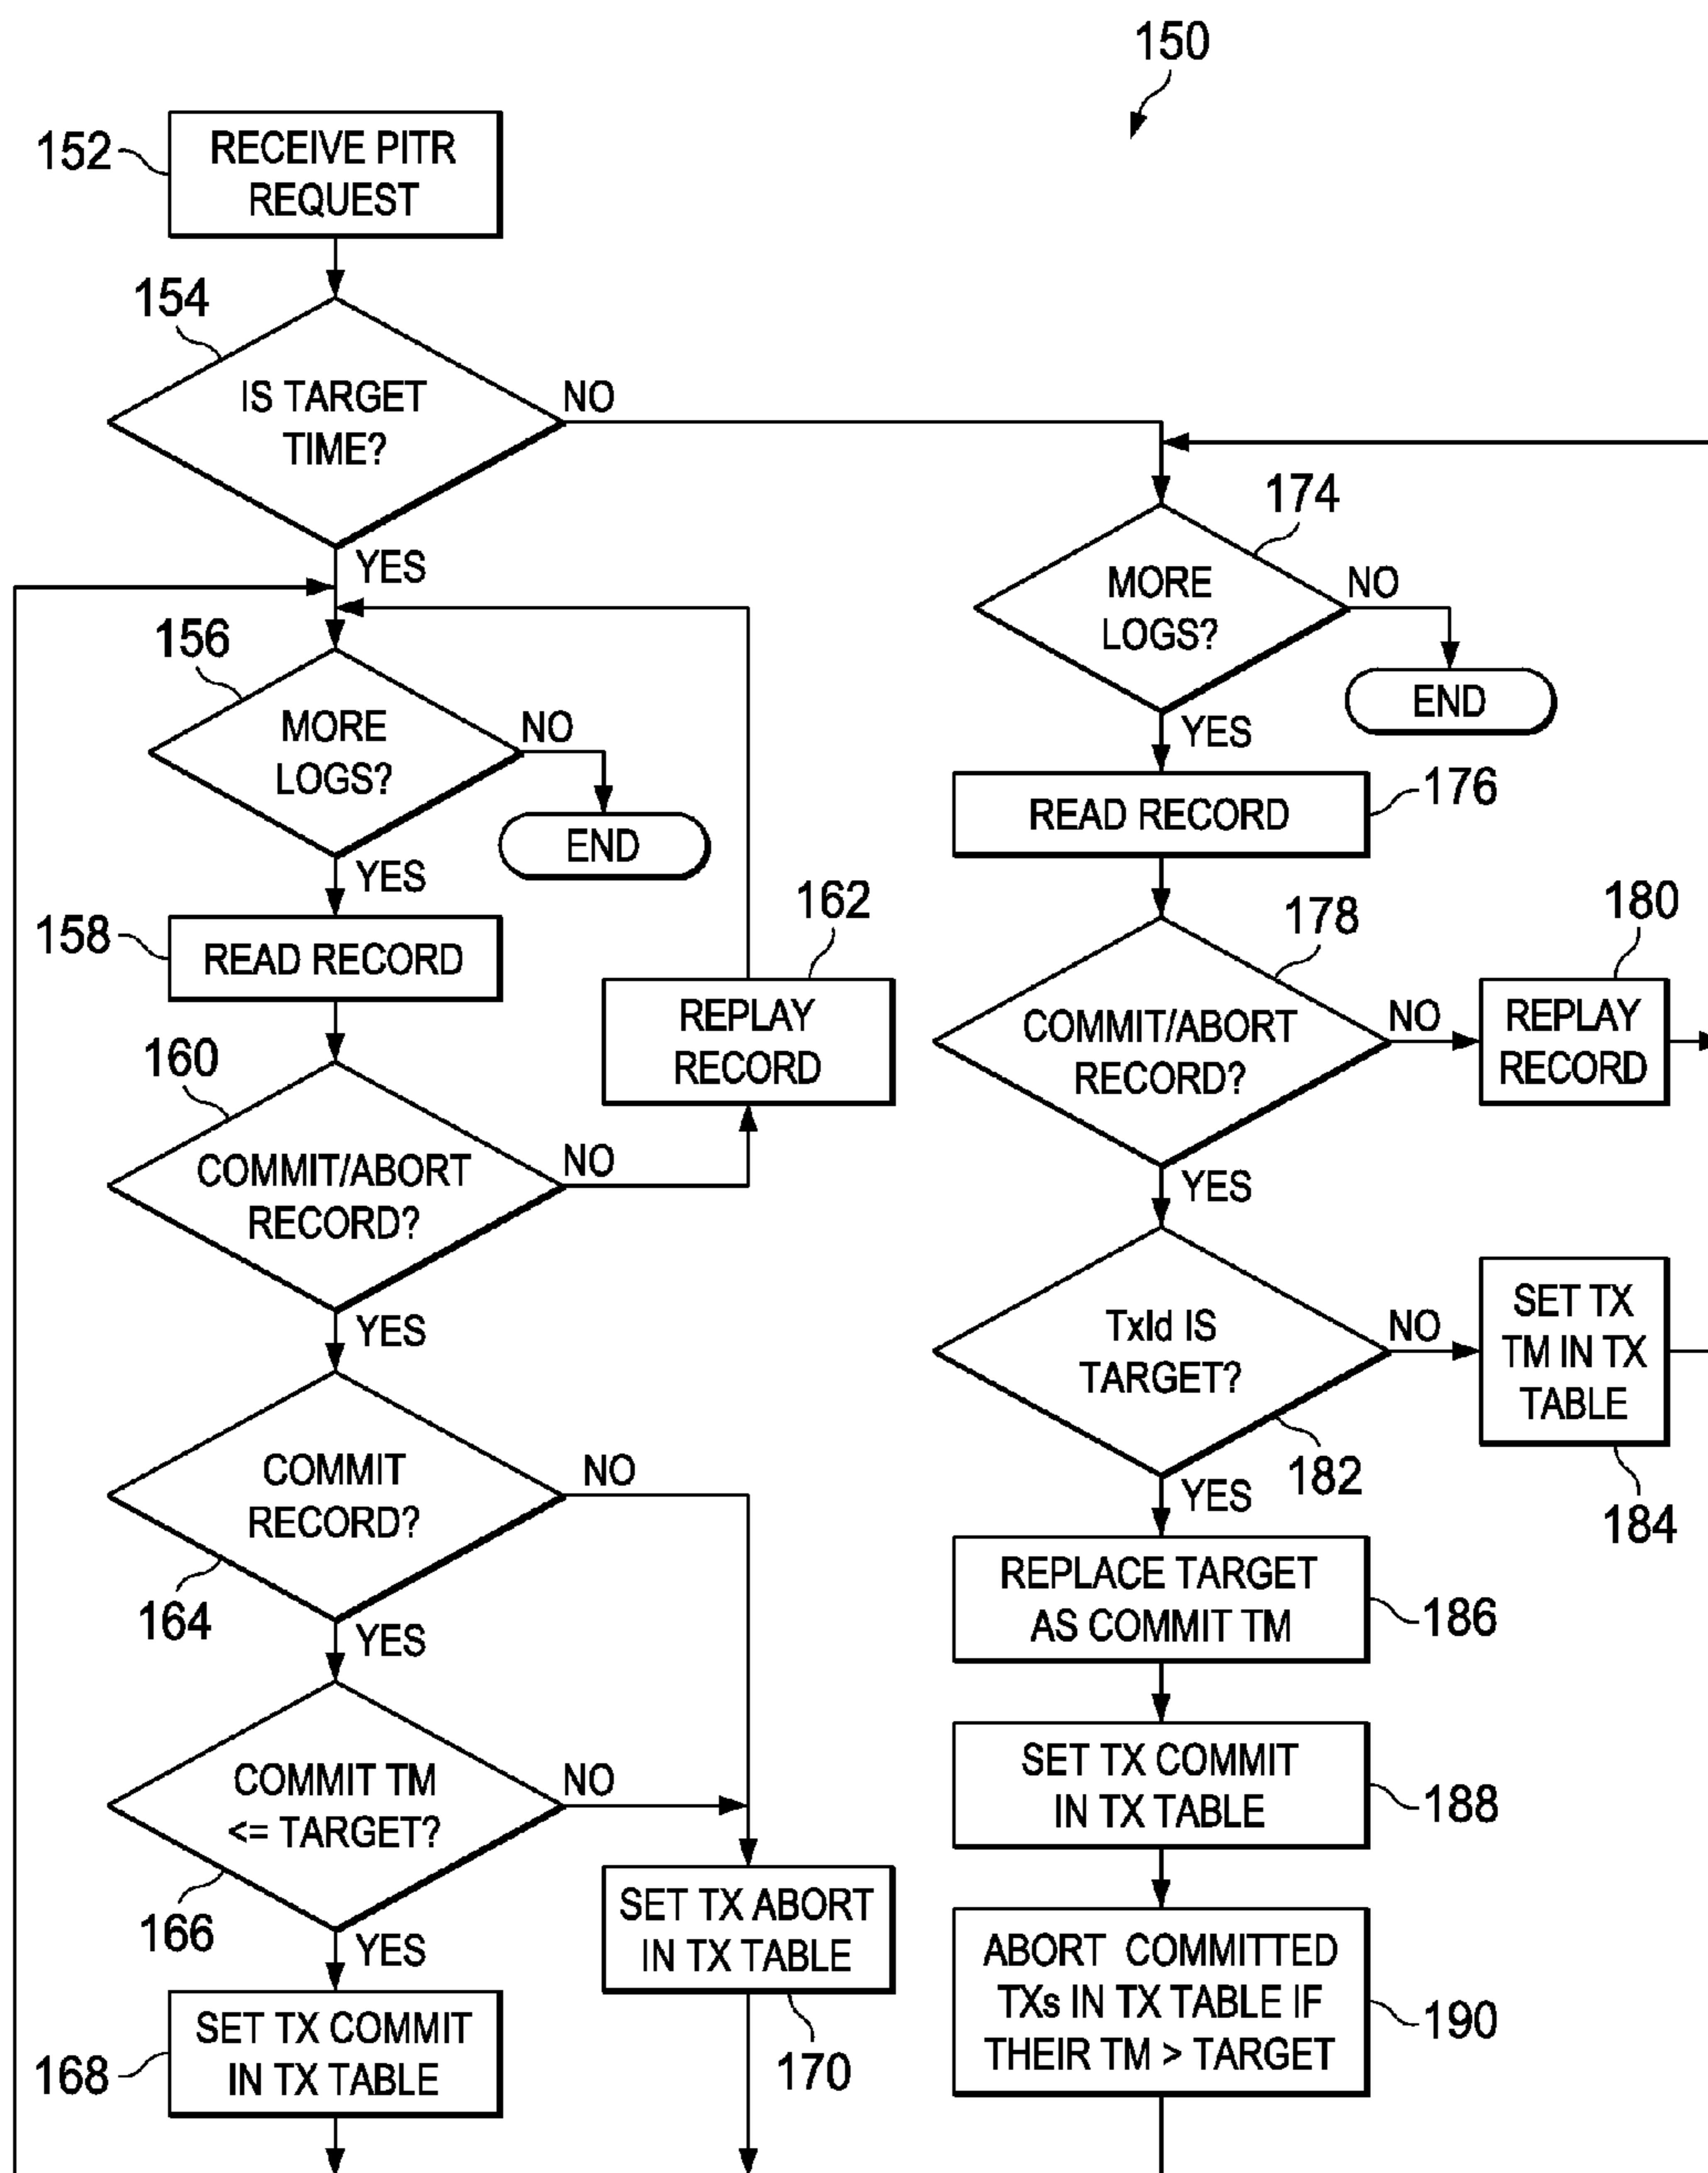 150
152
RECEIVE PITR
REQUEST
154
IS TARGET
TIME?
NO
YES
156
MORE
LOGS?
NO
END
YES
158
READ RECORD
162
REPLAY
RECORD
160
COMMIT/ABORT
RECORD?
NO
YES
COMMIT
RECORD?
NO
164
YES
COMMIT TM
<= TARGET?
NO
166
YES
168
SET TX COMMIT
IN TX TABLE
SET TX ABORT
IN TX TABLE
170
174
MORE
LOGS?
NO
END
YES
READ RECORD
176
178
COMMIT/ABORT
RECORD?
NO
180
REPLAY
RECORD
YES
TxId IS
TARGET?
NO
182
SET TX
TM IN TX
TABLE
184
YES
REPLACE TARGET
AS COMMIT TM
186
SET TX COMMIT
IN TX TABLE
188
ABORT COMMITTED
TXs IN TX TABLE IF
THEIR TM > TARGET
190